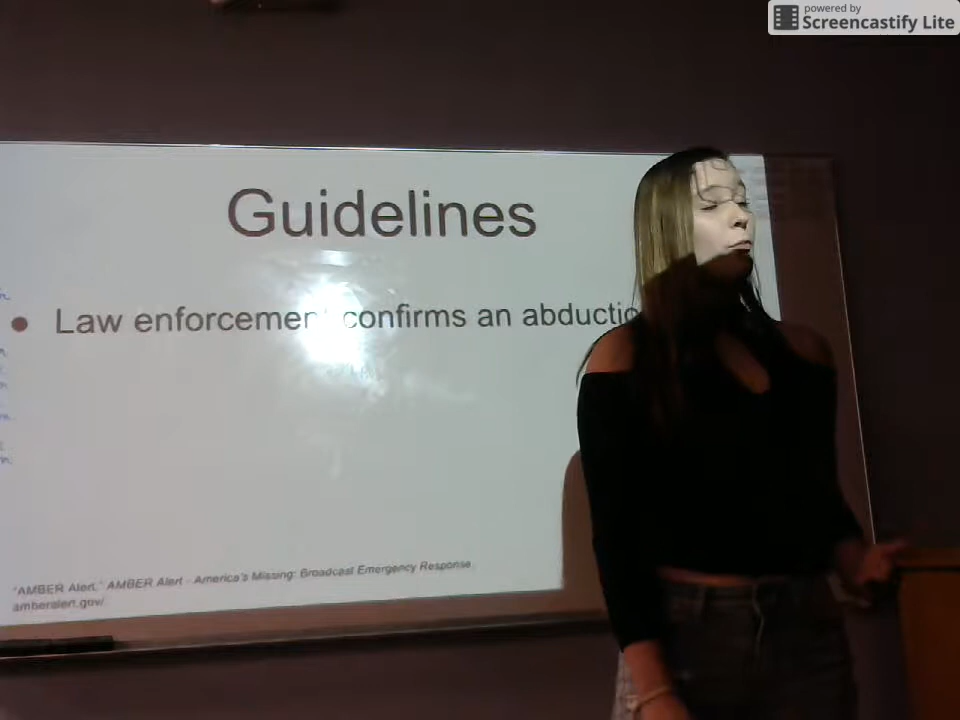 powered by
Screencastify Lite
Guidelines
● Law enforcement confirms an abductio
"AMBER Alert." AMBER Alert - America's Missing: Broadcast Emergency Response.
amberalert.gov/